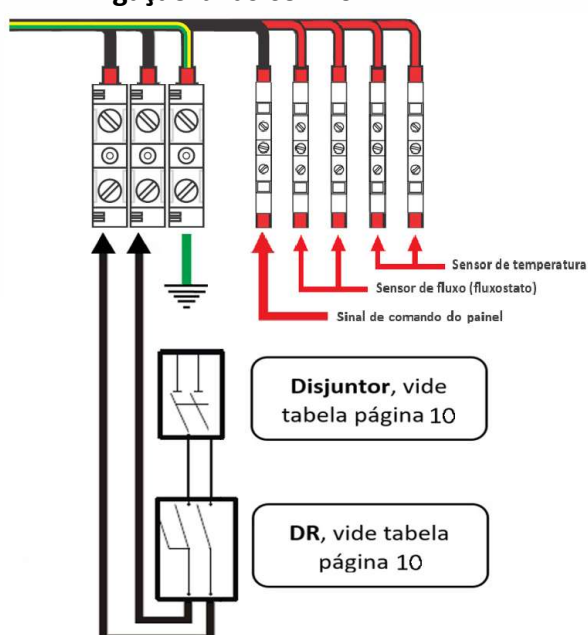 Sensor de temperatura
Sensor de fluxo (fluxostato)
Sinal de comando do painel
Disjuntor, vide
tabela página 10
DR, vide tabela
página 10